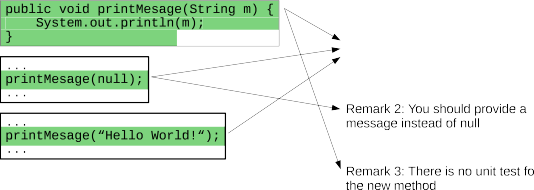 public void printMesage(String m) {
System.out.println(m);
}
...
printMesage(null);
...
...
printMesage(“Hello World!“);
...
Remark 2: You should provide a
message instead of null
Remark 3: There is no unit test fo
the new method